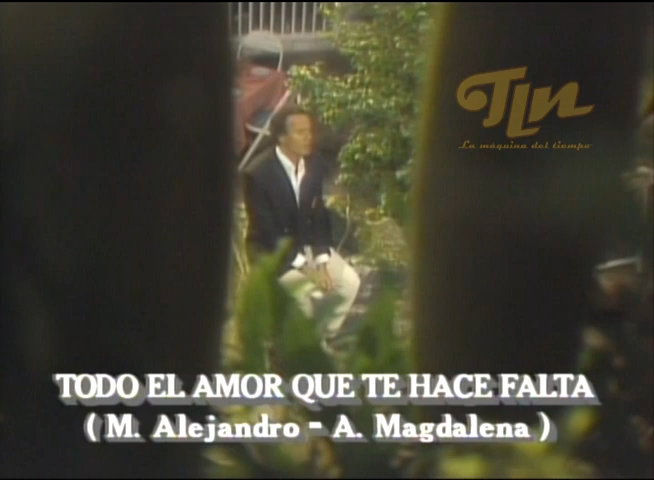 TLN
La máquina del tiempo
TODO EL AMOR QUE TE HACE FALTA
( M. Alejandro - A. Magdalena )